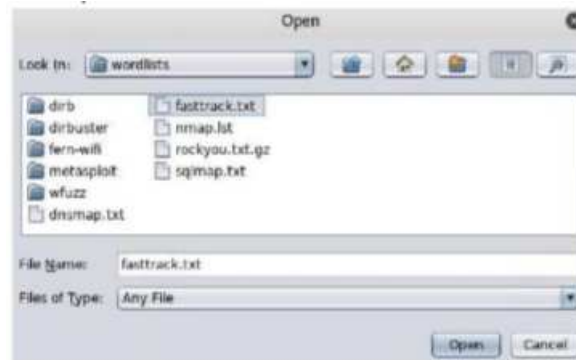 Open
Look In: wordlists
dirb
dirbuster
fern-wifi
metasploit
wfuzz
dnsmap.txt
fasttrack.txt
nmap.lst
rockyou.txt.gz
sqlmap.txt
File Name: fasttrack.txt
Files of Type: Any File
Open Cancel